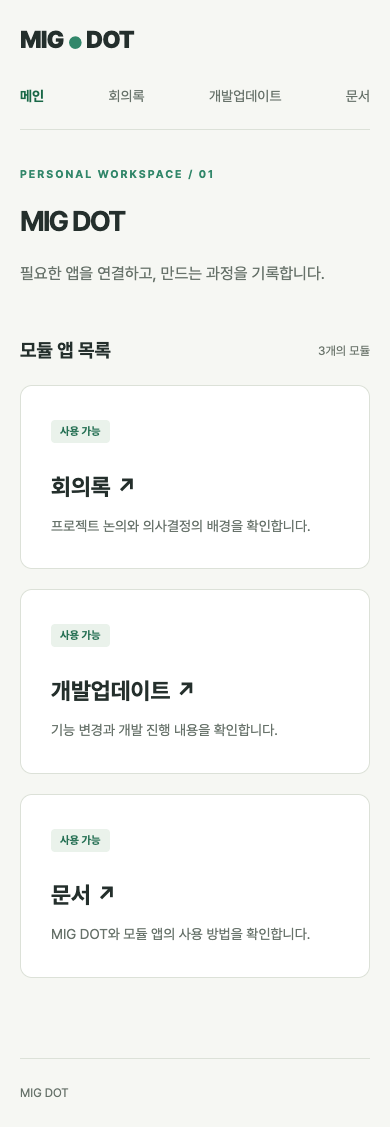 MIG DOT
메인 회의록 개발업데이트 문서
PERSONAL WORKSPACE / 01
MIG DOT
필요한 앱을 연결하고, 만드는 과정을 기록합니다.
모듈 앱 목록 3개의 모듈
사용 가능
회의록 ↗
프로젝트 논의와 의사결정의 배경을 확인합니다.
사용 가능
개발업데이트 ↗
기능 변경과 개발 진행 내용을 확인합니다.
사용 가능
문서 ↗
MIG DOT와 모듈 앱의 사용 방법을 확인합니다.
MIG DOT